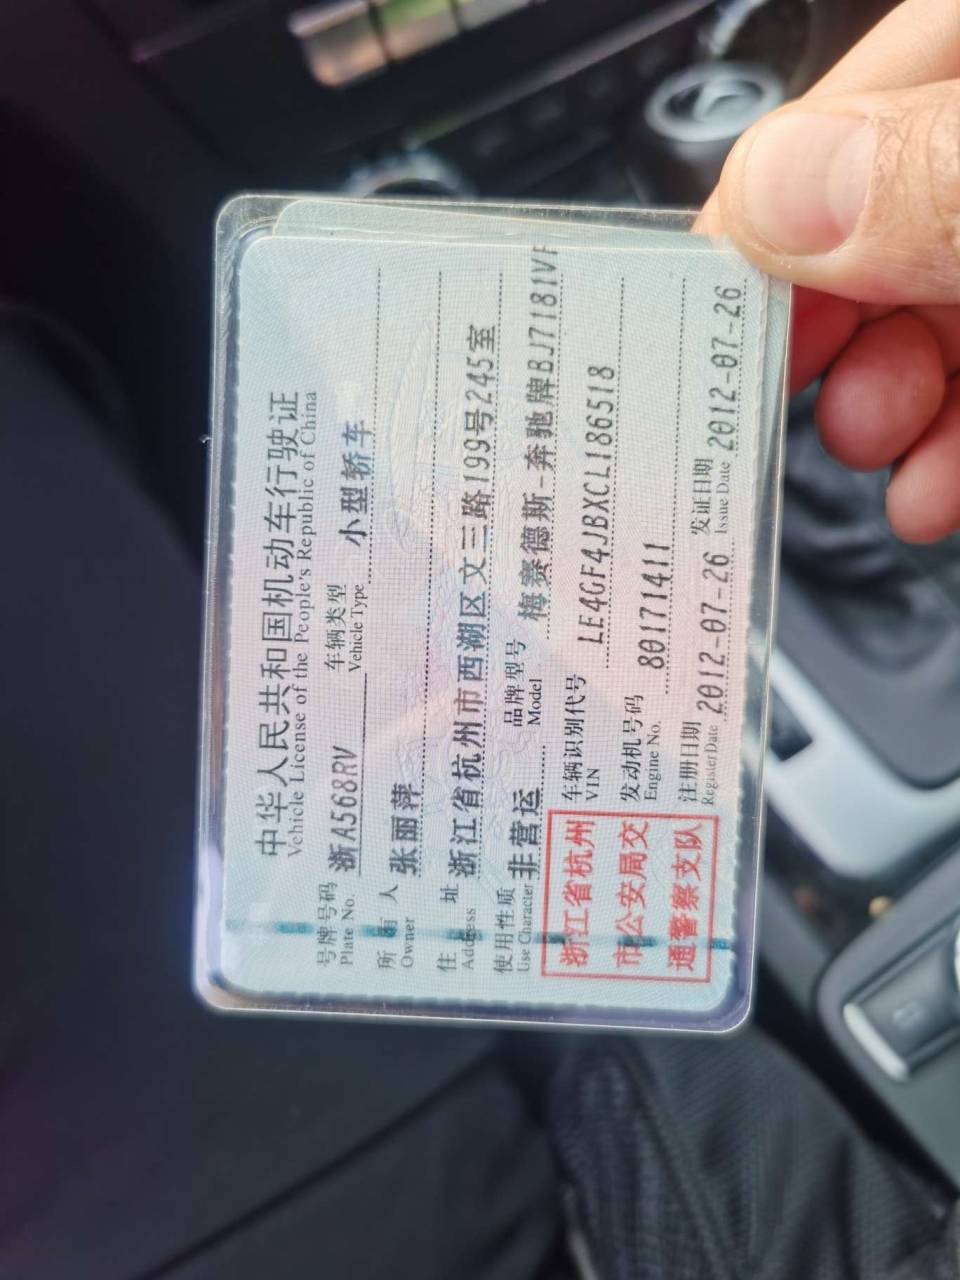 中华人民共和国机动车行驶证
Vehicle License of the People's Republic of China
号牌号码 浙A568RV 车辆类型 小型轿车
Plate No. Vehicle Type
所有人 张丽萍
Owner
住址 浙江省杭州市西湖区文三路199号245室
Address
使用性质 非营运 品牌型号 梅赛德斯-奔驰牌BJ7181VF
Use Character Model
浙江省杭州
市公安局交
通警察支队
车辆识别代号 LE4GF4JBXCL186518
VIN
发动机号码 80171411
Engine No.
注册日期 2012-07-26 发证日期 2012-07-26
Register Date Issue Date